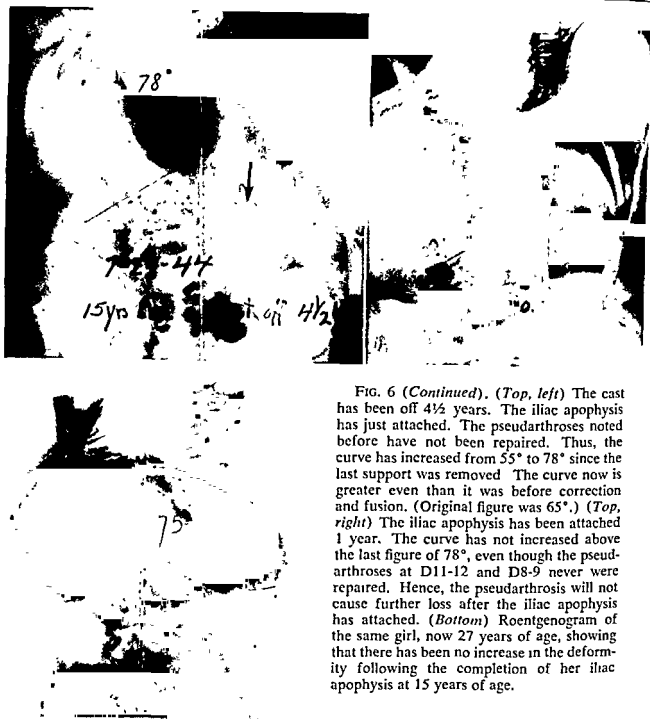 78°
15yrs
off 4½
75
FIG. 6 (Continued). (Top, left) The cast
has been off 4½ years. The iliac apophysis
has just attached. The pseudarthroses noted
before have not been repaired. Thus, the
curve has increased from 55° to 78° since the
last support was removed The curve now is
greater even than it was before correction
and fusion. (Original figure was 65°.) (Top,
right) The iliac apophysis has been attached
1 year. The curve has not increased above
the last figure of 78°, even though the pseud-
arthroses at D11-12 and D8-9 never were
repaired. Hence, the pseudarthrosis will not
cause further loss after the iliac apophysis
has attached. (Bottom) Roentgenogram of
the same girl, now 27 years of age, showing
that there has been no increase in the deform-
ity following the completion of her iliac
apophysis at 15 years of age.